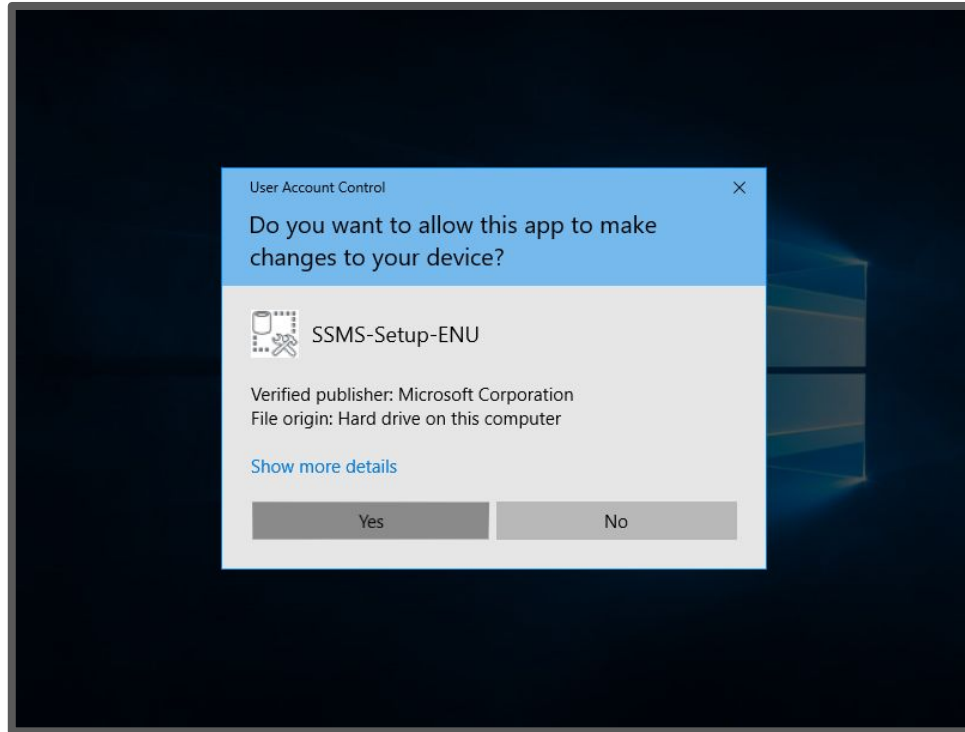 User Account Control
Do you want to allow this app to make
changes to your device?
SSMS-Setup-ENU
Verified publisher: Microsoft Corporation
File origin: Hard drive on this computer
Show more details
Yes
No